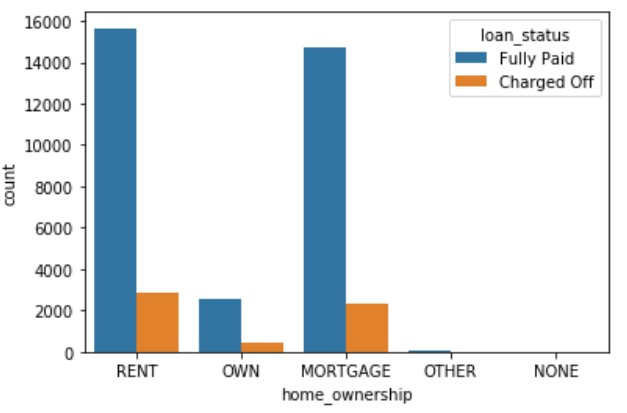 loan_status
Fully Paid
Charged Off
16000
14000
12000
10000
8000
6000
4000
2000
0
count
RENT OWN MORTGAGE OTHER NONE
home_ownership